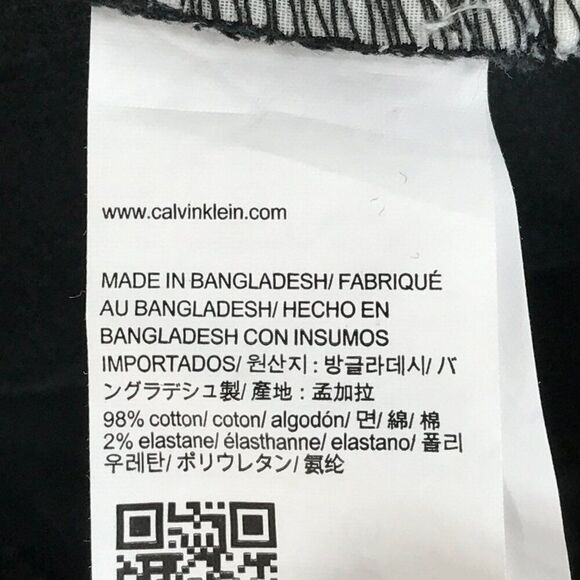 www.calvinklein.com
MADE IN BANGLADESH/ FABRIQUÉ
AU BANGLADESH/ HECHO EN
BANGLADESH CON INSUMOS
IMPORTADOS/ 원산지 : 방글라데시/ バ
ングラデシュ製/ 產地 : 孟加拉
98% cotton/ coton/ algodón/ 면/ 綿/ 棉
2% elastane/ élasthanne/ elastano/ 폴리
우레탄/ ポリウレタン/ 氨纶